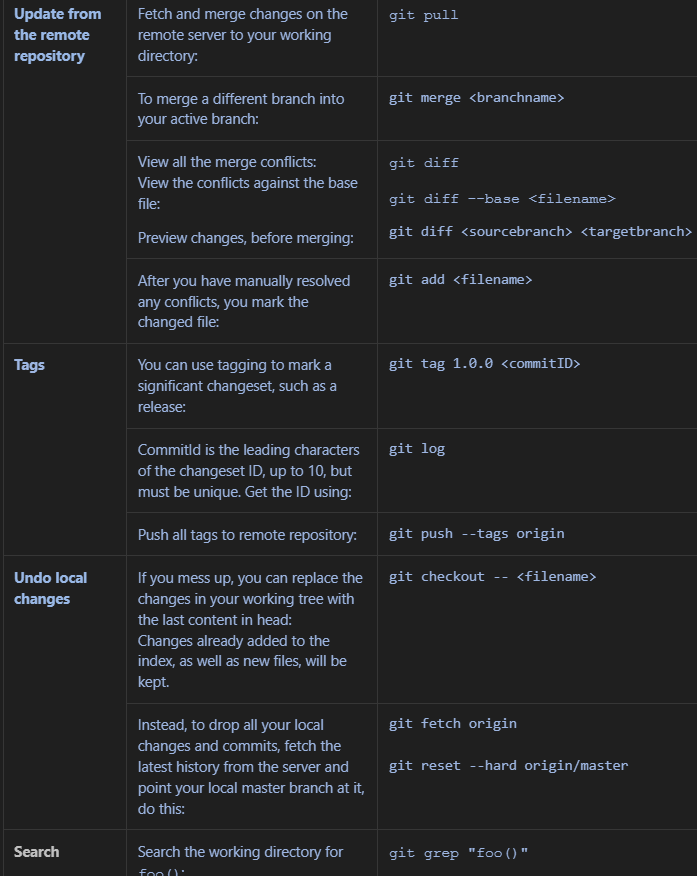 Update from
the remote
repository
Fetch and merge changes on the
remote server to your working
directory:
git pull
To merge a different branch into
your active branch:
git merge <branchname>
View all the merge conflicts:
View the conflicts against the base
file:
Preview changes, before merging:
git diff
git diff --base <filename>
git diff <sourcebranch> <targetbranch>
After you have manually resolved
any conflicts, you mark the
changed file:
git add <filename>
Tags
You can use tagging to mark a
significant changeset, such as a
release:
git tag 1.0.0 <commitID>
CommitId is the leading characters
of the changeset ID, up to 10, but
must be unique. Get the ID using:
git log
Push all tags to remote repository:
git push --tags origin
Undo local
changes
If you mess up, you can replace the
changes in your working tree with
the last content in head:
Changes already added to the
index, as well as new files, will be
kept.
git checkout -- <filename>
Instead, to drop all your local
changes and commits, fetch the
latest history from the server and
point your local master branch at it,
do this:
git fetch origin
git reset --hard origin/master
Search
Search the working directory for
foo():
git grep "foo()"